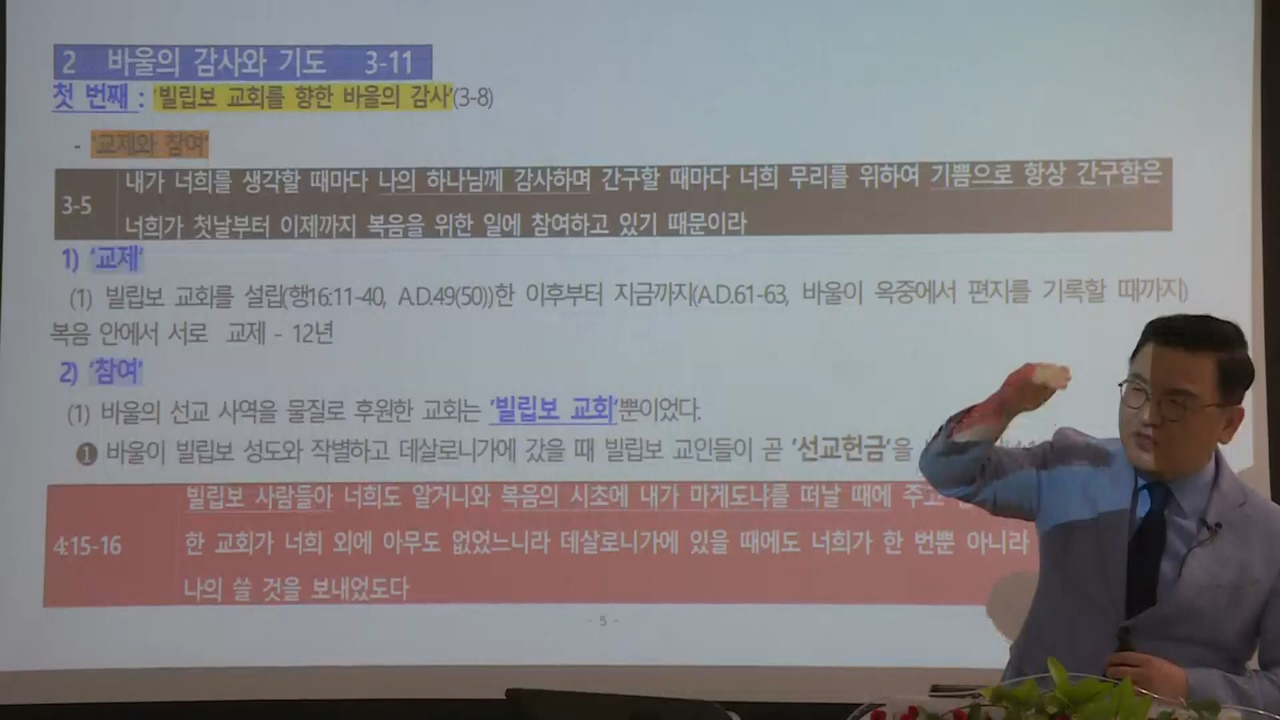 2 바울의 감사와 기도 3-11
첫 번째 : '빌립보 교회를 향한 바울의 감사'(3-8)
- '교제와 참여'
3-5 내가 너희를 생각할 때마다 나의 하나님께 감사하며 간구할 때마다 너희 무리를 위하여 기쁨으로 항상 간구함은
너희가 첫날부터 이제까지 복음을 위한 일에 참여하고 있기 때문이라
1) '교제'
(1) 빌립보 교회를 설립(행16:11-40, A.D.49(50))한 이후부터 지금까지(A.D.61-63, 바울이 옥중에서 편지를 기록할 때까지)
복음 안에서 서로 교제 - 12년
2) '참여'
(1) 바울의 선교 사역을 물질로 후원한 교회는 '빌립보 교회'뿐이었다.
❶ 바울이 빌립보 성도와 작별하고 데살로니가에 갔을 때 빌립보 교인들이 곧 '선교헌금'을
빌립보 사람들아 너희도 알거니와 복음의 시초에 내가 마게도냐를 떠날 때에 주고
4:15-16 한 교회가 너희 외에 아무도 없었느니라 데살로니가에 있을 때에도 너희가 한 번뿐 아니라
나의 쓸 것을 보내었도다
- 5 -